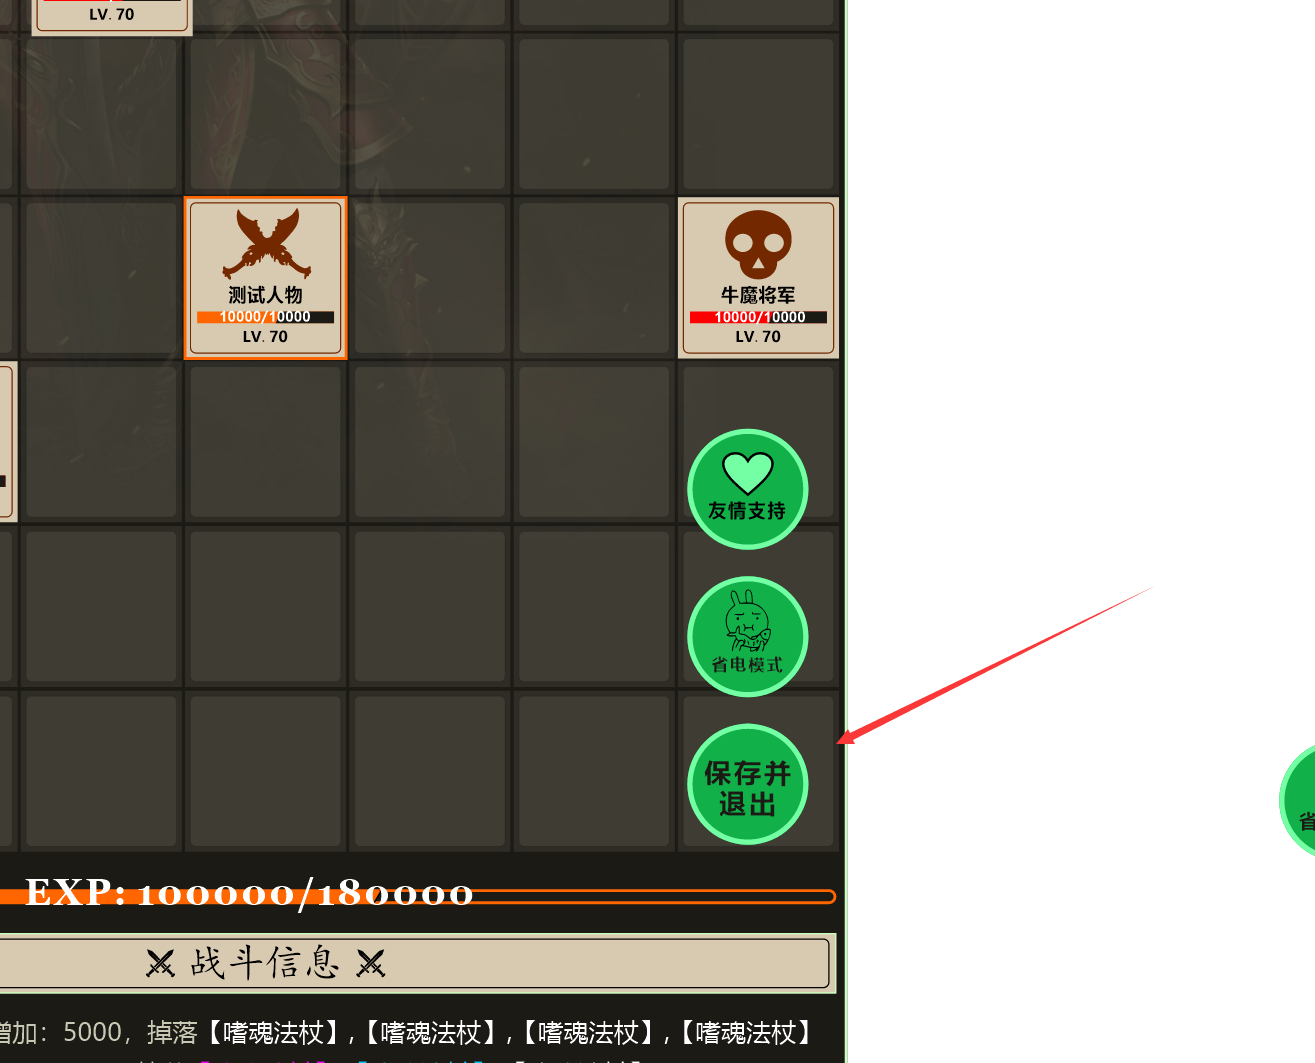 LV. 70
测试人物
10000/10000
LV. 70
牛魔将军
10000/10000
LV. 70
友情支持
省电模式
保存并
退出
省
EXP: 100000/180000
战斗信息
增加：5000，掉落【嗜魂法杖】,【嗜魂法杖】,【嗜魂法杖】,【嗜魂法杖】